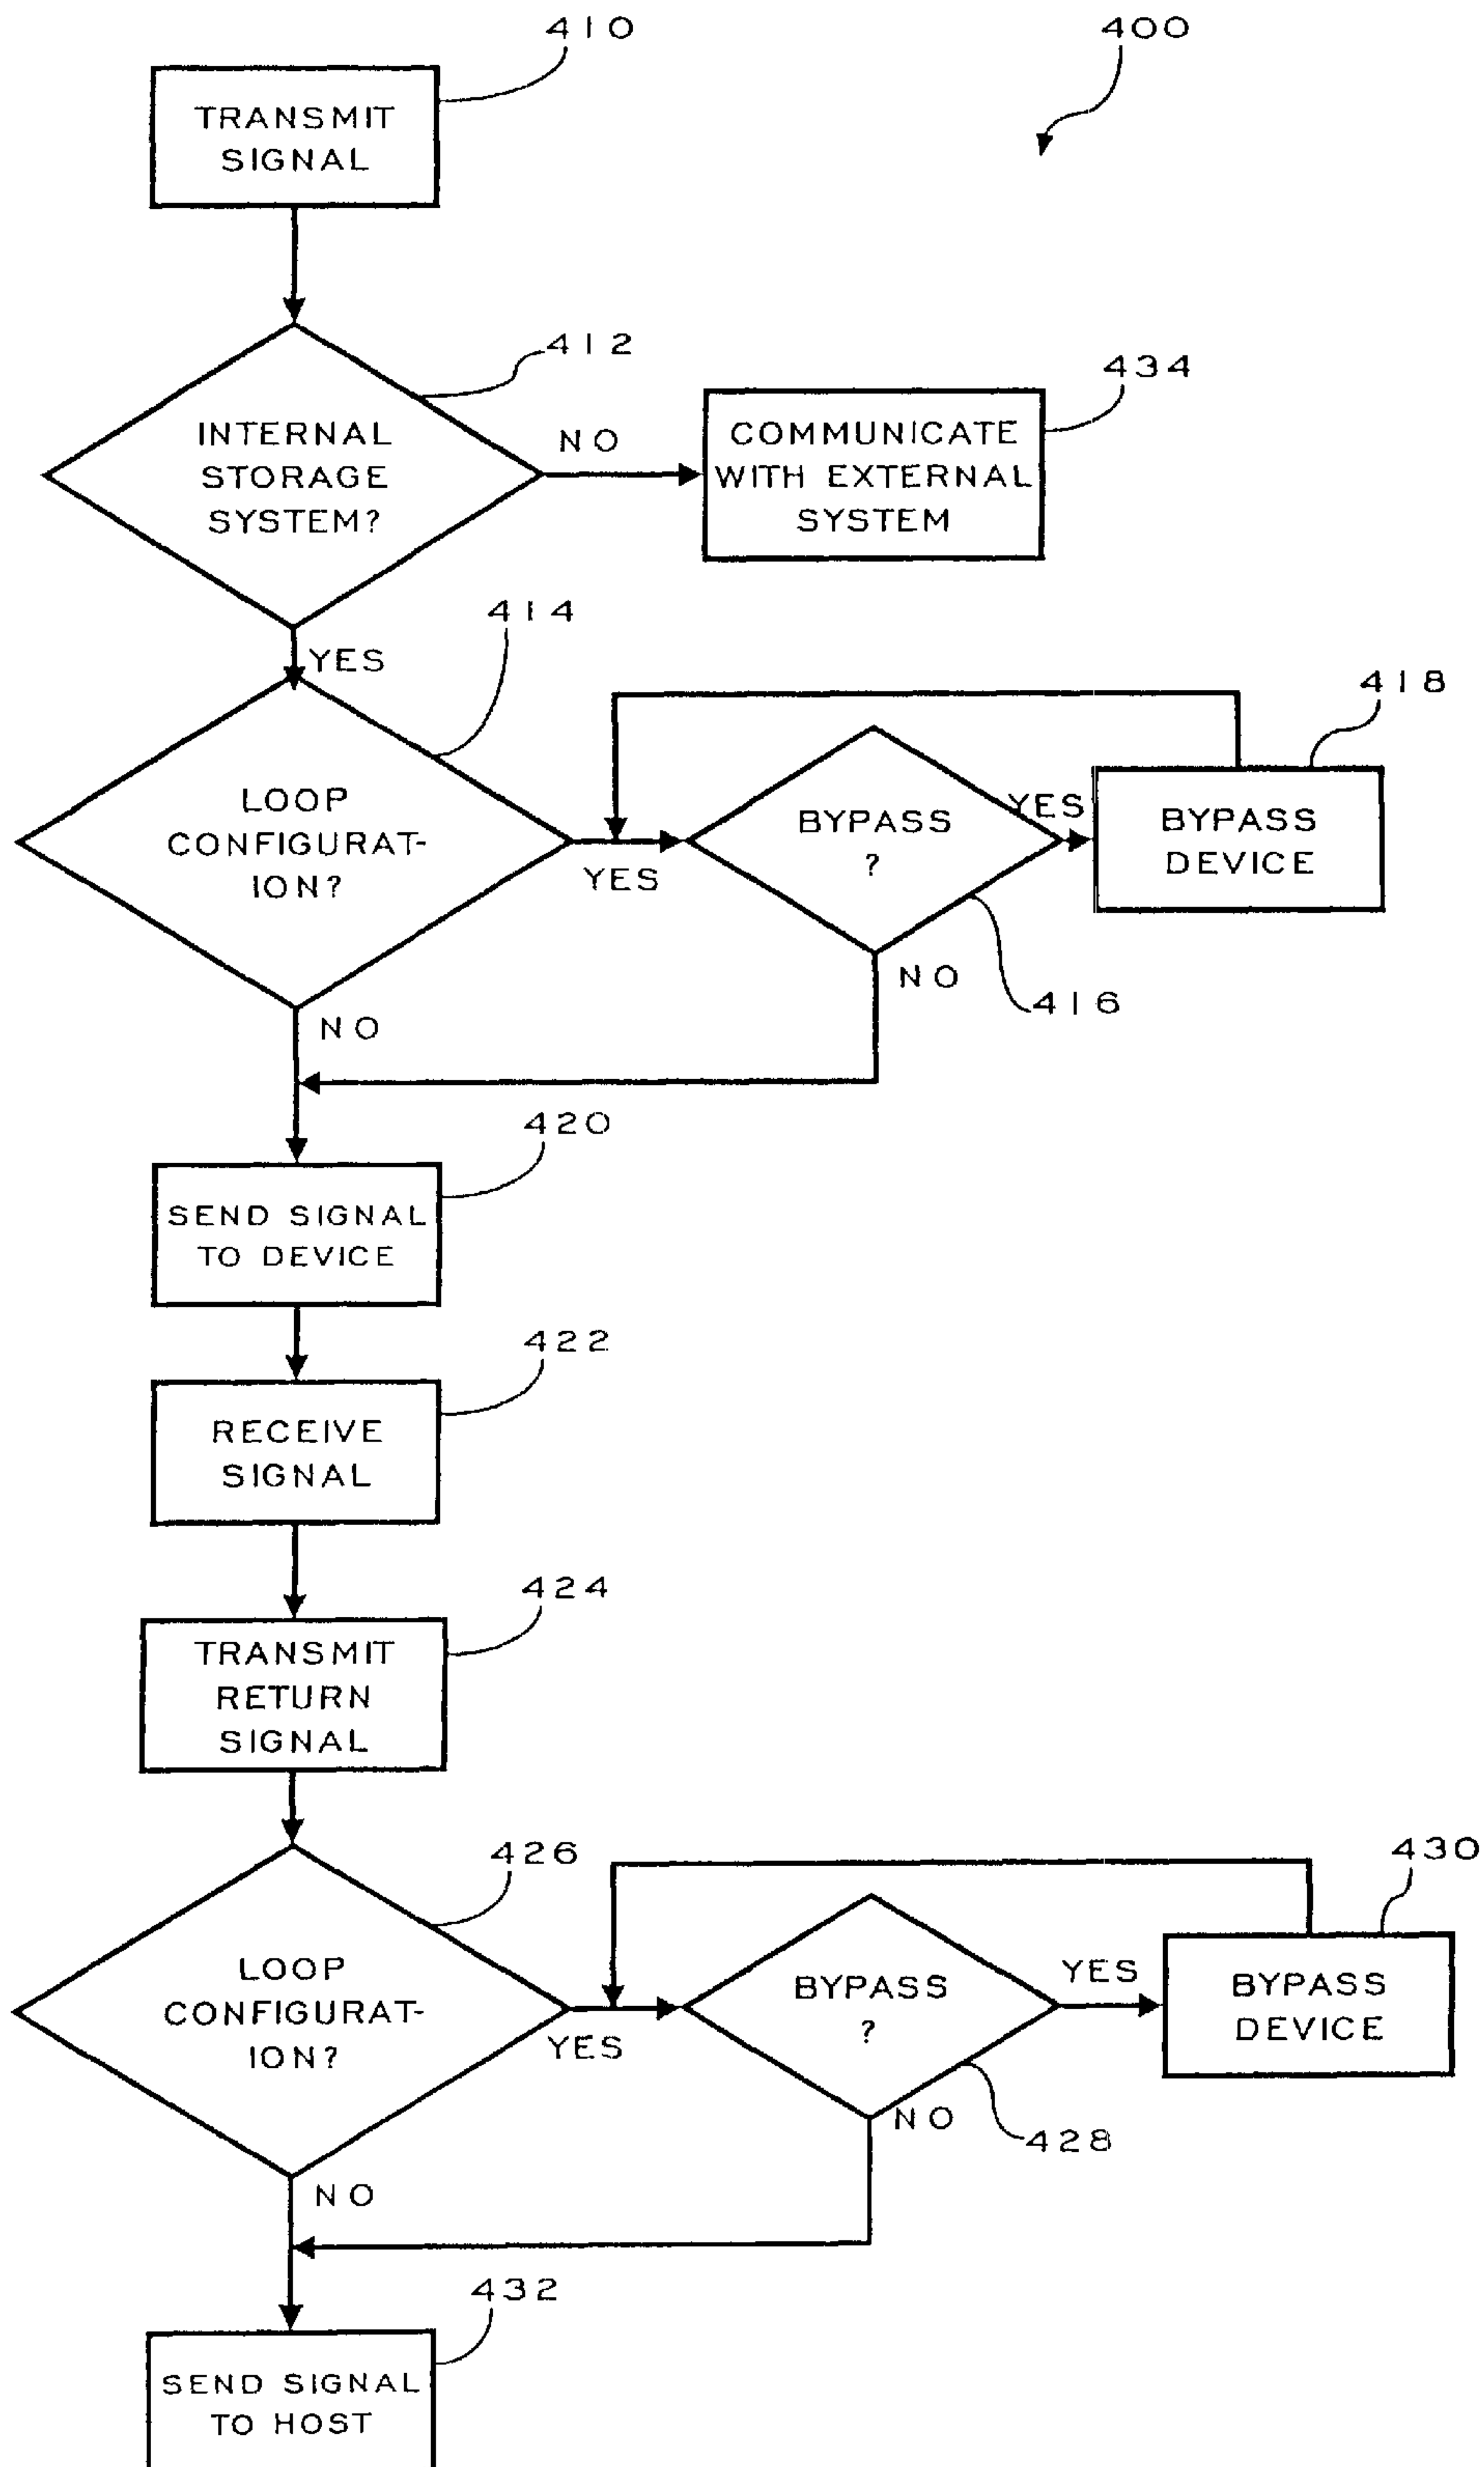 410
400
TRANSMIT
SIGNAL
412
434
INTERNAL
STORAGE
SYSTEM?
NO
COMMUNICATE
WITH EXTERNAL
SYSTEM
414
YES
418
LOOP
CONFIGURAT-
ION?
YES
BYPASS
?
YES
BYPASS
DEVICE
NO
416
NO
420
SEND SIGNAL
TO DEVICE
422
RECEIVE
SIGNAL
424
TRANSMIT
RETURN
SIGNAL
426
430
LOOP
CONFIGURAT-
ION?
YES
BYPASS
?
YES
BYPASS
DEVICE
NO
428
NO
432
SEND SIGNAL
TO HOST